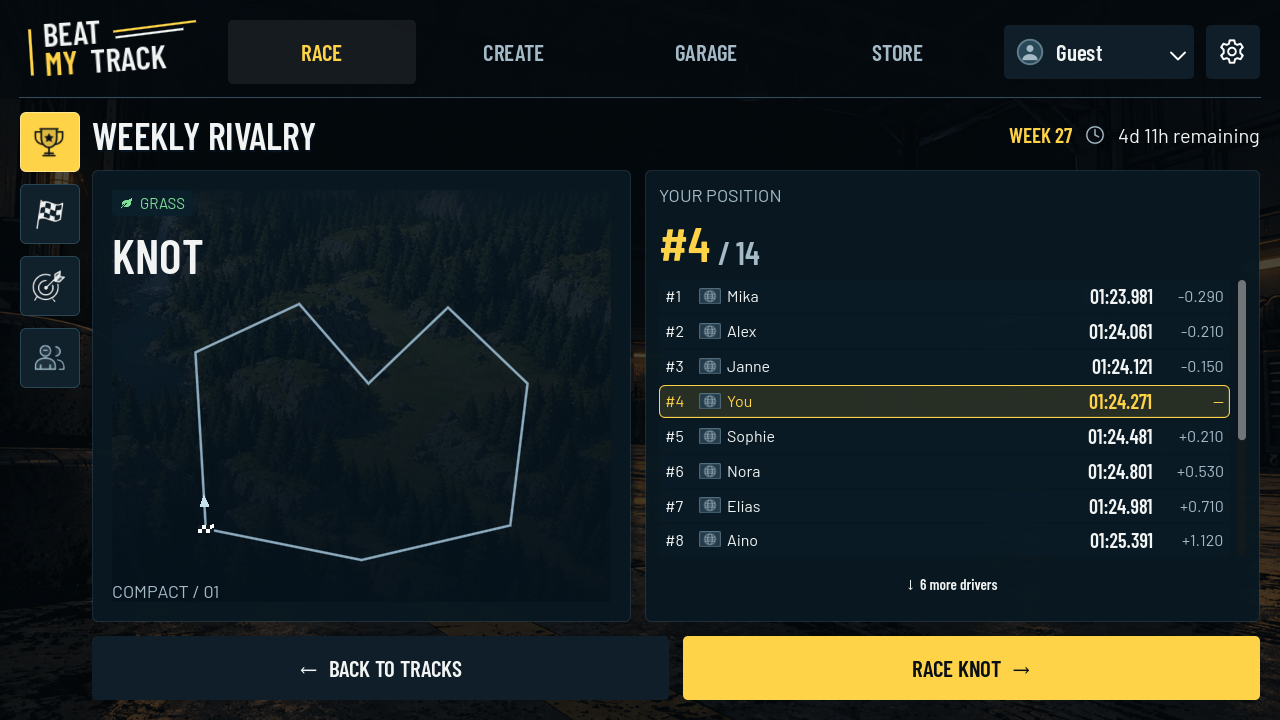 BEAT
MY TRACK
RACE
CREATE
GARAGE
STORE
Guest
WEEKLY RIVALRY
WEEK 27
4d 11h remaining
GRASS
KNOT
COMPACT / 01
YOUR POSITION
#4 / 14
#1 Mika 01:23.981 -0.290
#2 Alex 01:24.061 -0.210
#3 Janne 01:24.121 -0.150
#4 You 01:24.271 —
#5 Sophie 01:24.481 +0.210
#6 Nora 01:24.801 +0.530
#7 Elias 01:24.981 +0.710
#8 Aino 01:25.391 +1.120
↓ 6 more drivers
← BACK TO TRACKS
RACE KNOT →